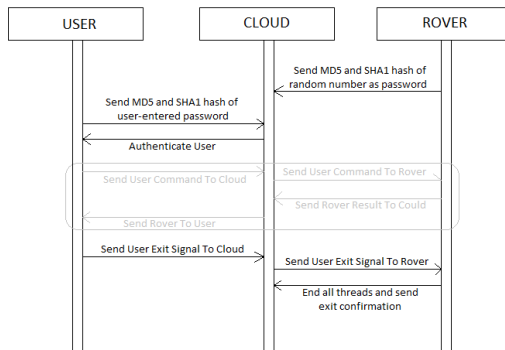 USER
CLOUD
ROVER
Send MD5 and SHA1 hash of
random number as password
Send MD5 and SHA1 hash of
user-entered password
Authenticate User
Send User Command To Cloud
Send User Command To Rover
Send Rover Result To Could
Send Rover To User
Send User Exit Signal To Cloud
Send User Exit Signal To Rover
End all threads and send
exit confirmation